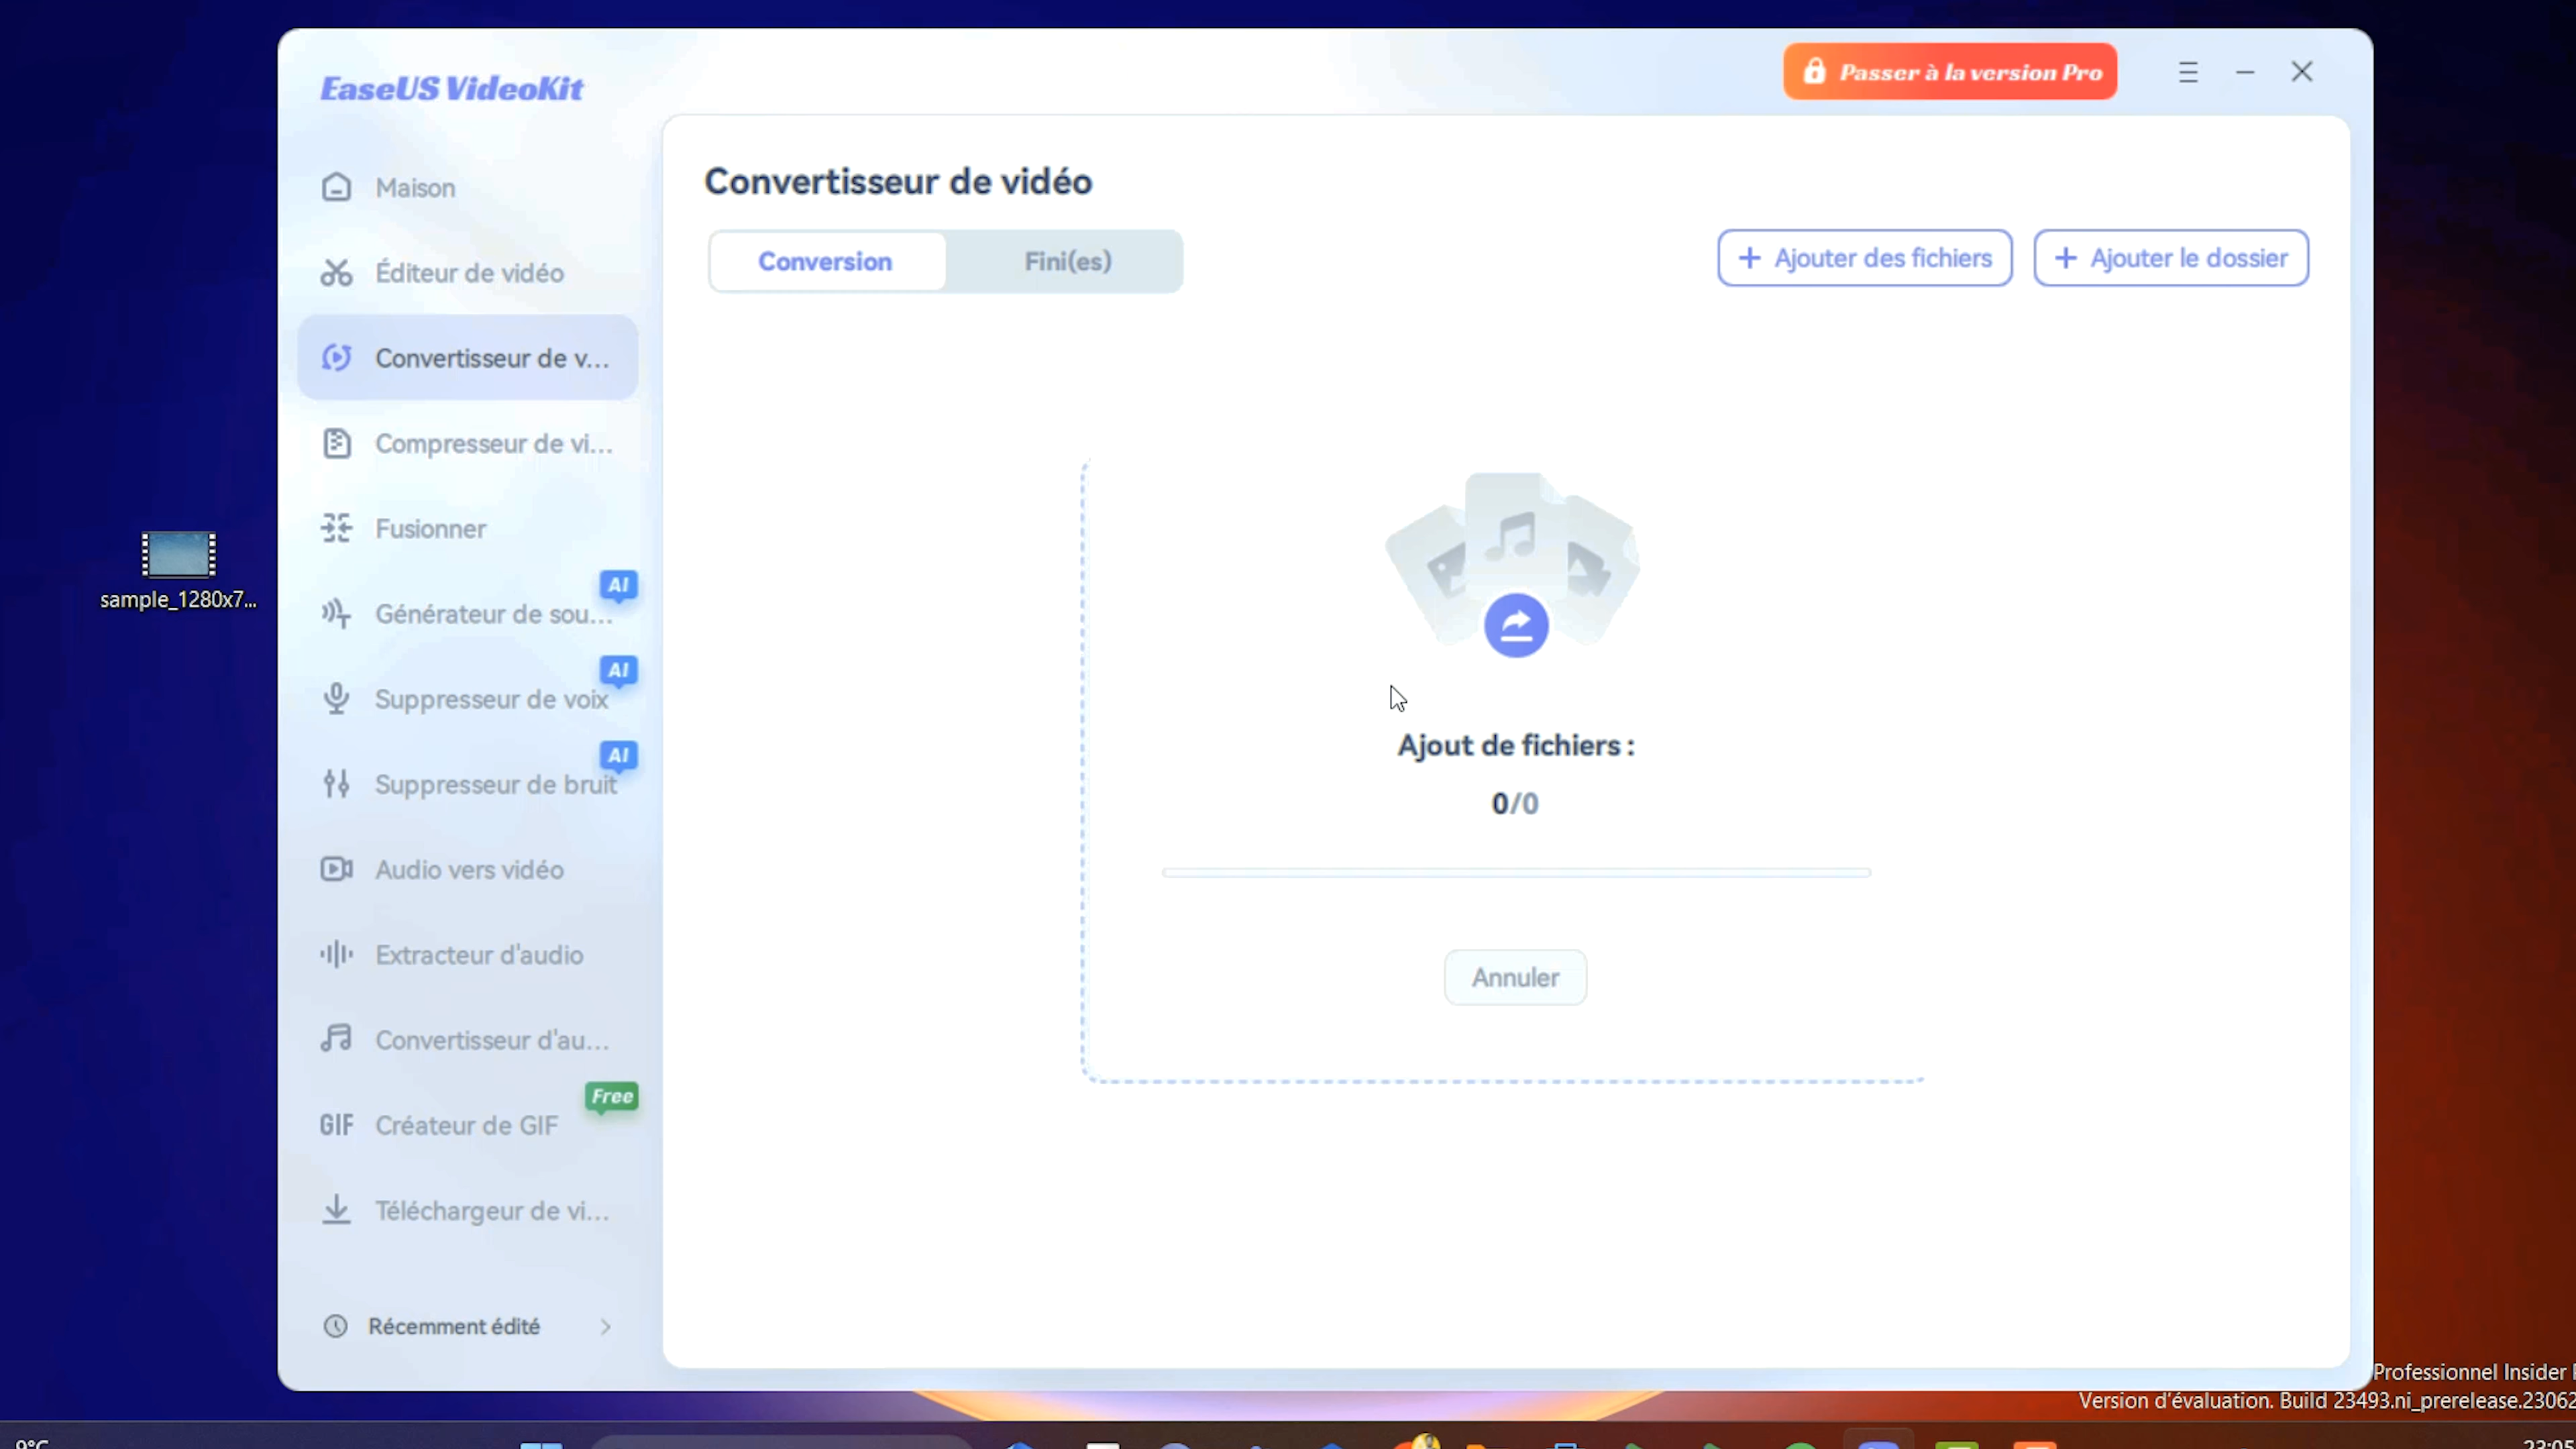 EaseUS VideoKit
Passer à la version Pro
Maison
Éditeur de vidéo
Convertisseur de v...
Compresseur de vi...
Fusionner
AI
Générateur de sou...
AI
Suppresseur de voix
AI
Suppresseur de bruit
Audio vers vidéo
Extracteur d'audio
Convertisseur d'au...
Free
GIF Créateur de GIF
Téléchargeur de vi...
Récemment édité
Convertisseur de vidéo
Conversion
Fini(es)
+ Ajouter des fichiers
+ Ajouter le dossier
Ajout de fichiers :
0/0
Annuler
sample_1280x7...
Professionnel Insider
Version d'évaluation. Build 23493.ni_prerelease.23062